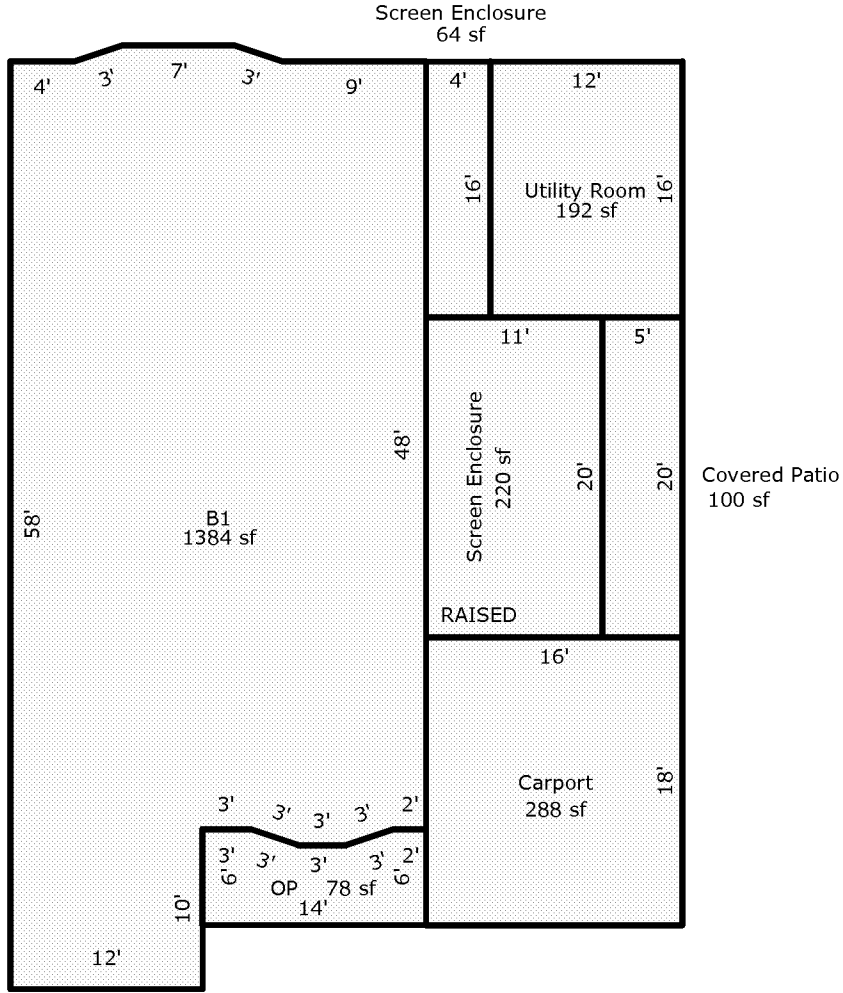 Screen Enclosure
64 sf
4' 3' 7' 3' 9' 4' 12'
16' Utility Room 16'
192 sf
11' 5'
58' 48' Screen Enclosure 20' 20' Covered Patio
220 sf 100 sf
B1
1384 sf
RAISED
16'
Carport 18'
288 sf
3' 3' 3' 3' 2'
3' 3' 3' 3' 2'
6' 6'
OP 78 sf
10' 14'
12'